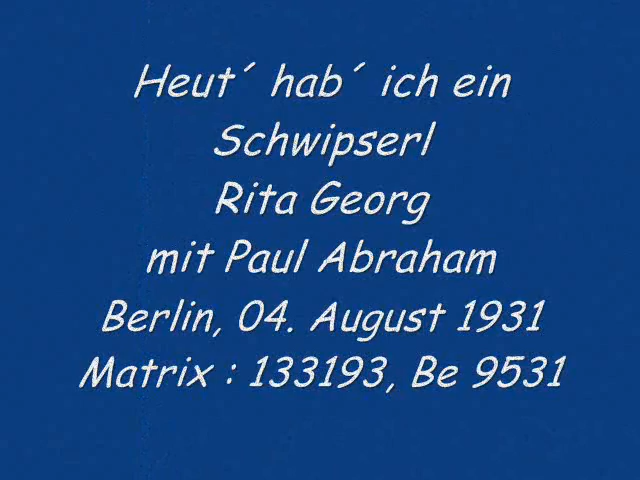 Heut´ hab´ ich ein
Schwipserl
Rita Georg
mit Paul Abraham
Berlin, 04. August 1931
Matrix : 133193, Be 9531